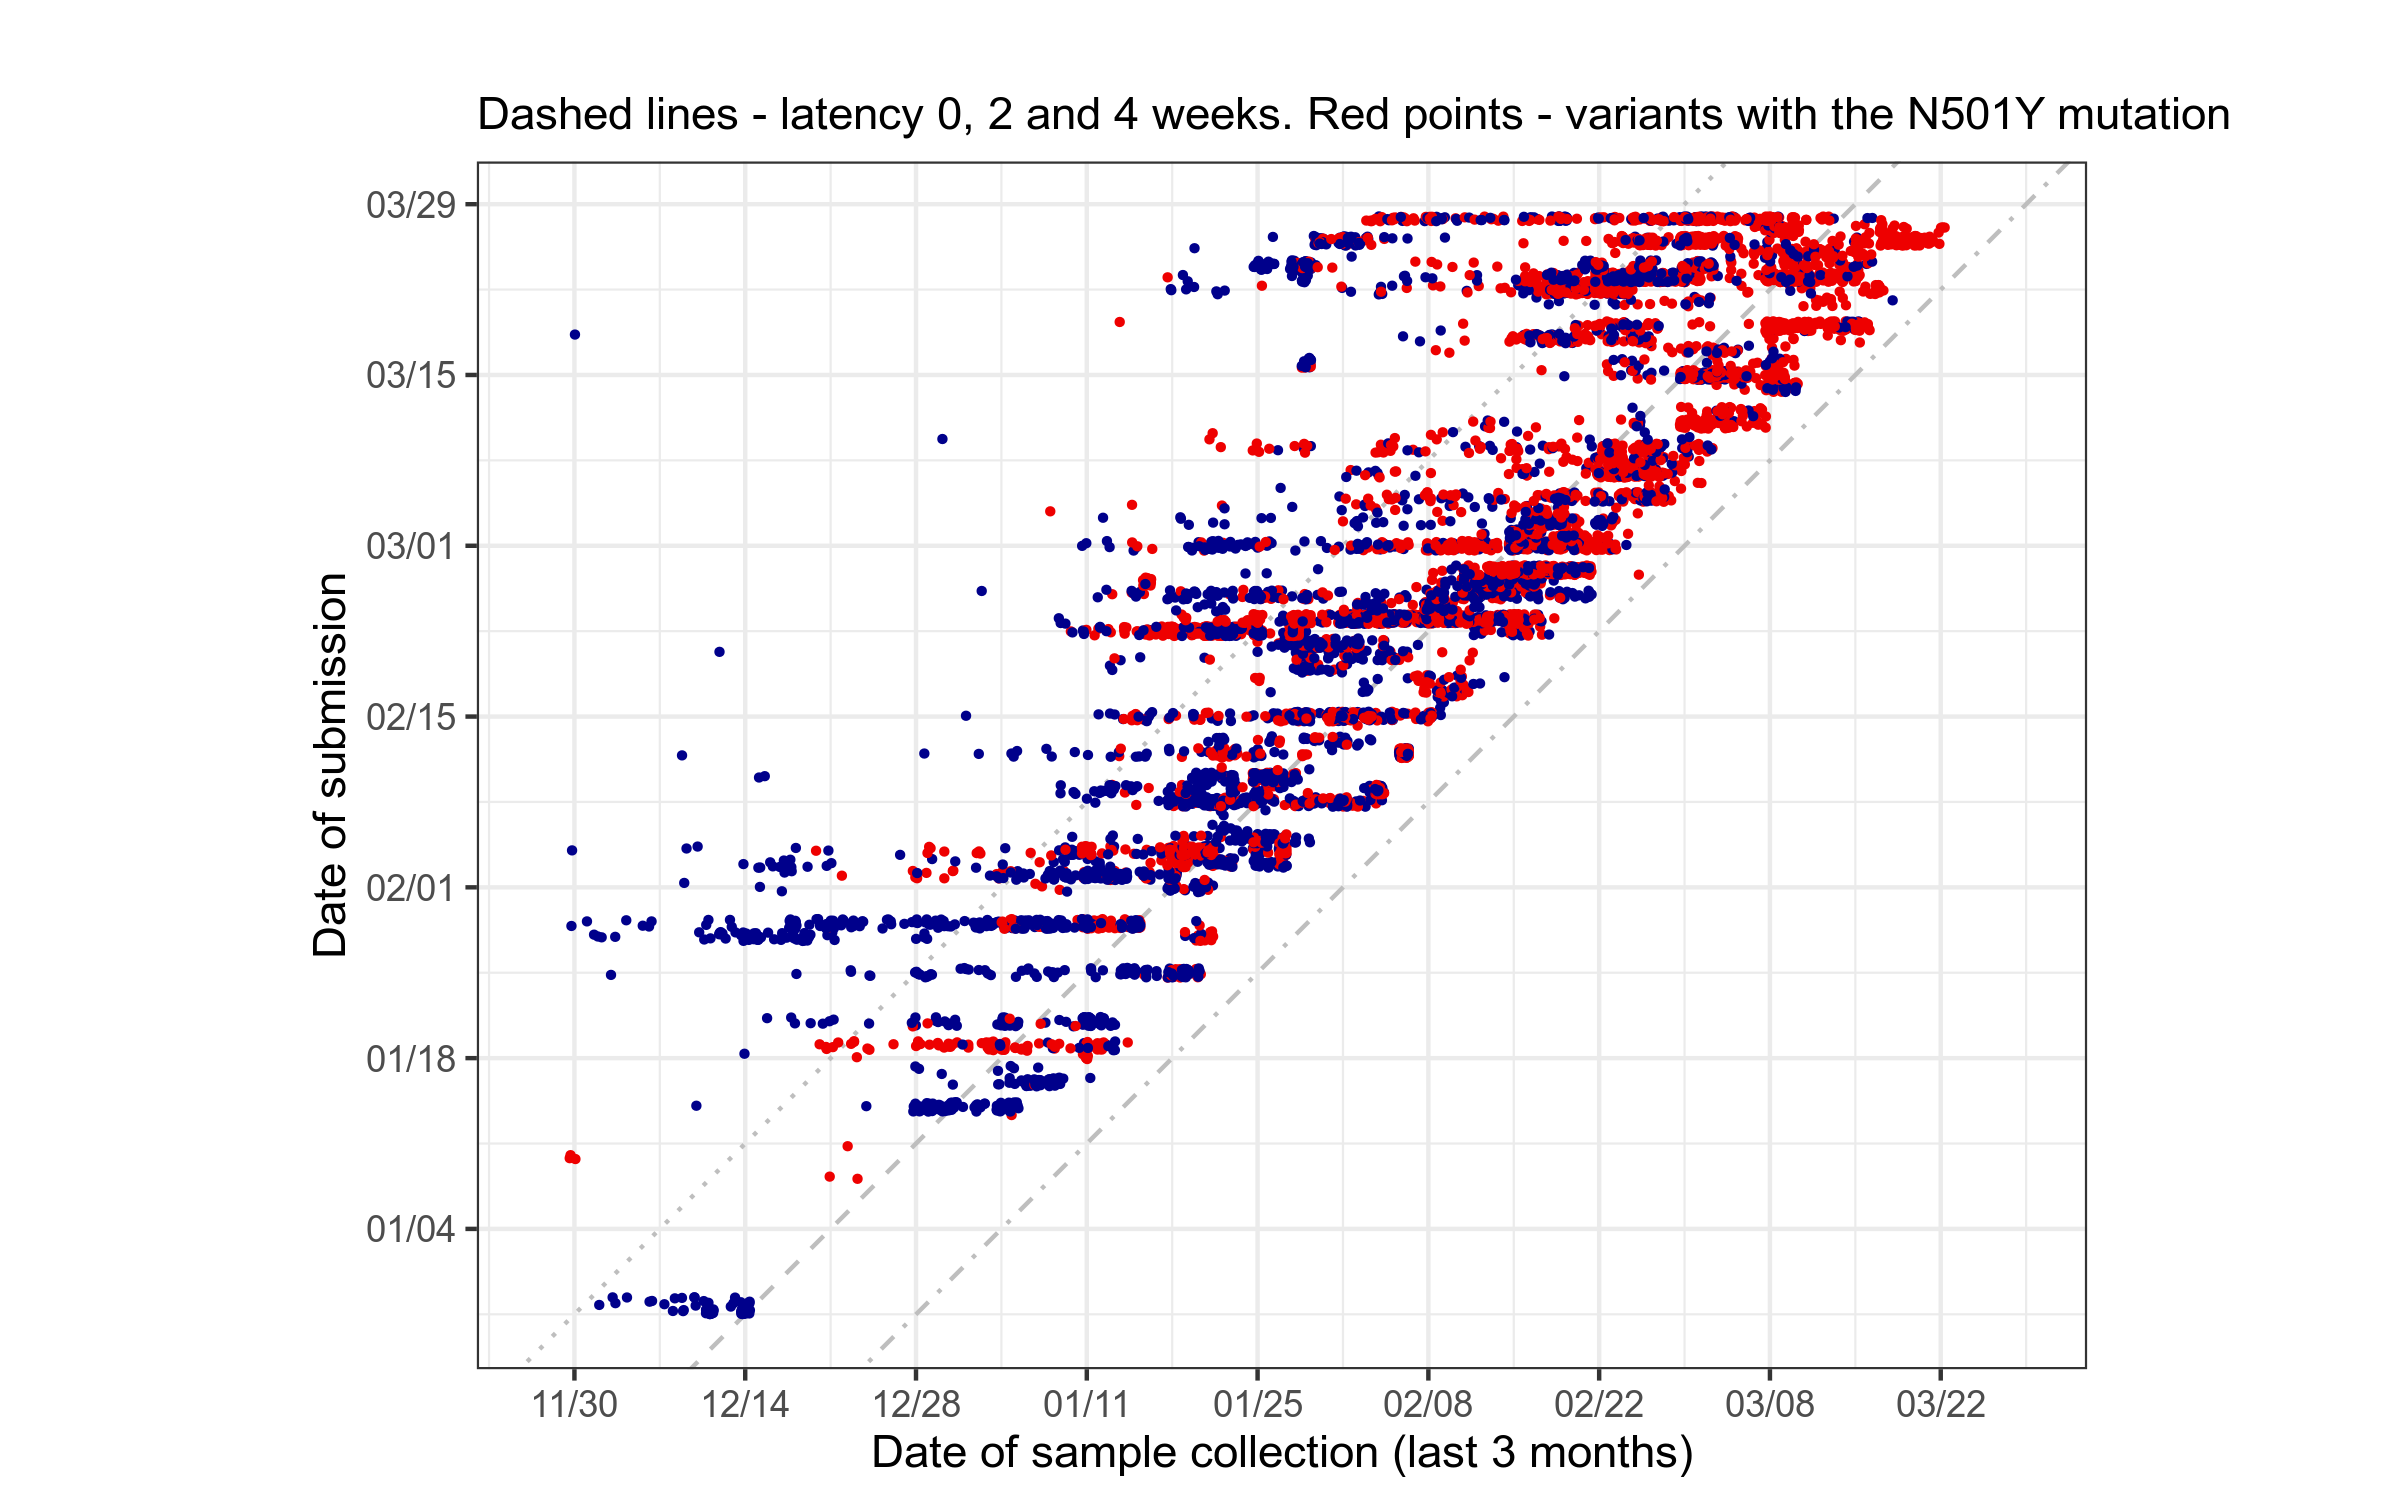 Dashed lines - latency 0, 2 and 4 weeks. Red points - variants with the N501Y mutation
Date of submission
03/29
03/15
03/01
02/15
02/01
01/18
01/04
11/30 12/14 12/28 01/11 01/25 02/08 02/22 03/08 03/22
Date of sample collection (last 3 months)